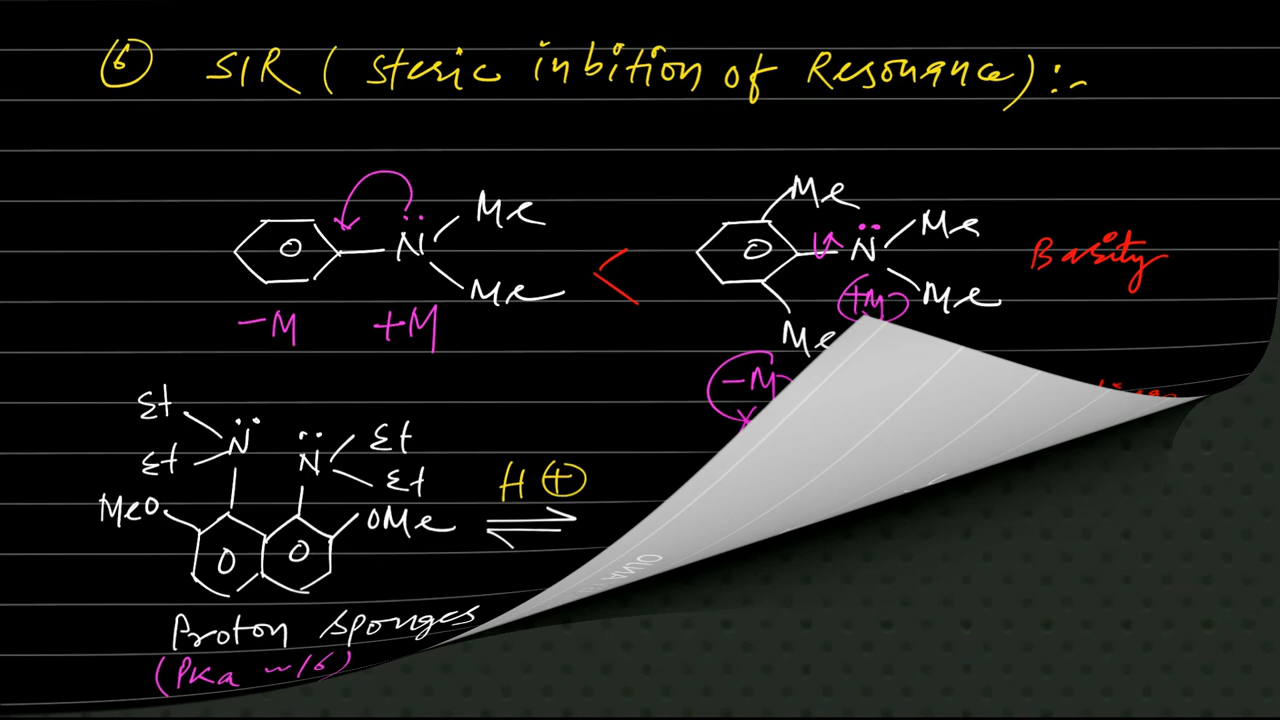 ⑥ SIR ( Steric inbition of Resonance) :-
Me Me
N N Me
Me < Me Basity
-M +M +M
Me
-M
Et
Et N N Et
Et H ⊕
MeO OMe
Proton sponges
(PKa ~16)